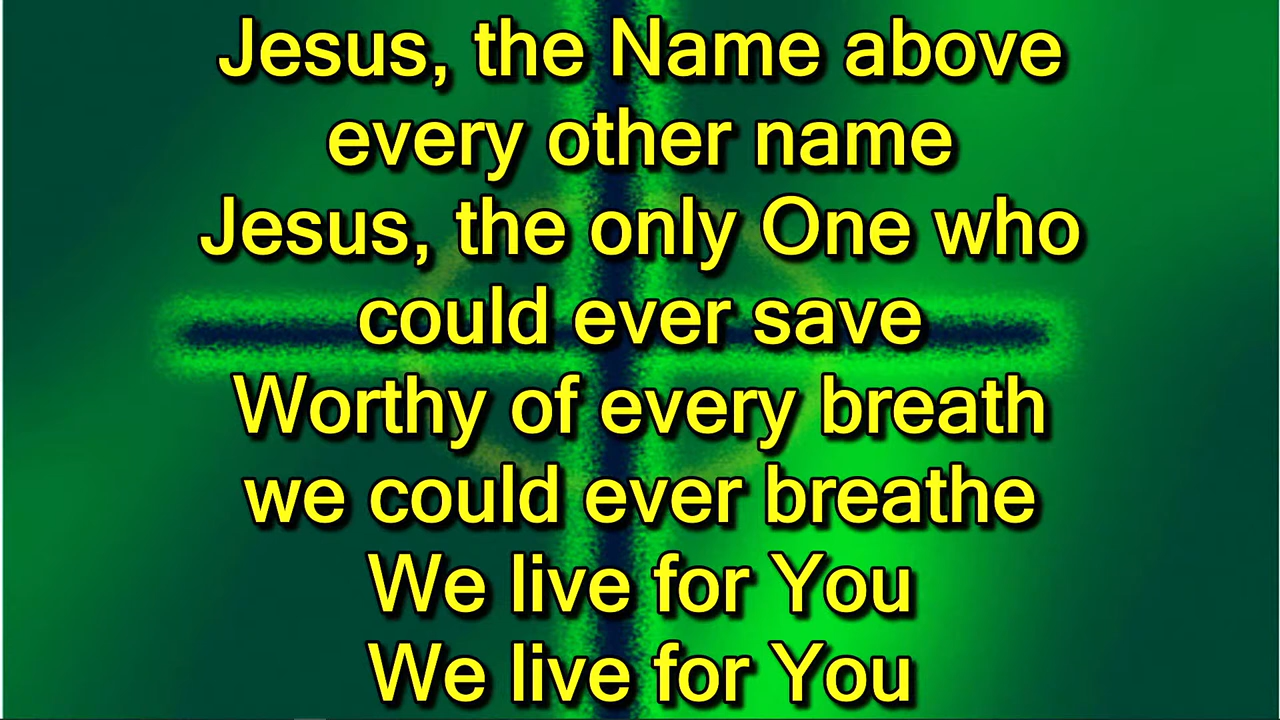 Jesus, the Name above
every other name
Jesus, the only One who
could ever save
Worthy of every breath
we could ever breathe
We live for You
We live for You